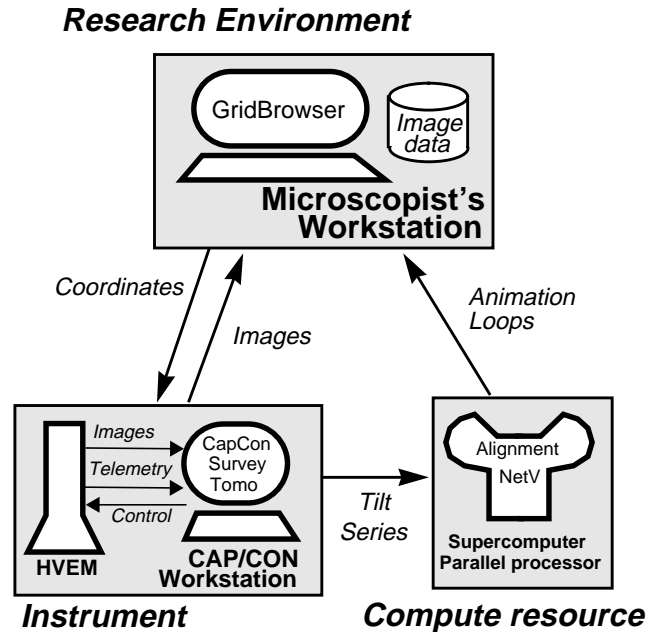 Research Environment
GridBrowser
Image
data
Microscopist's
Workstation
Coordinates
Images
Animation
Loops
Images
Telemetry
Control
HVEM
CapCon
Survey
Tomo
CAP/CON
Workstation
Tilt
Series
Alignment
NetV
Supercomputer
Parallel processor
Instrument
Compute resource